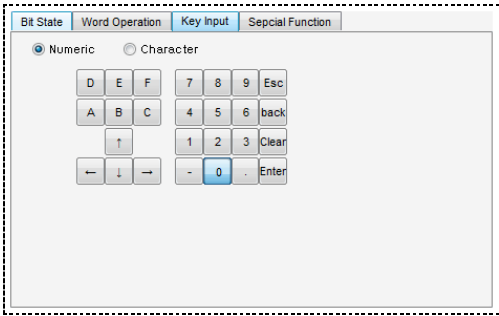 Bit State Word Operation Key Input Sepcial Function
Numeric Character
D E F 7 8 9 Esc
A B C 4 5 6 back
↑ 1 2 3 Clear
← ↓ → - 0 . Enter